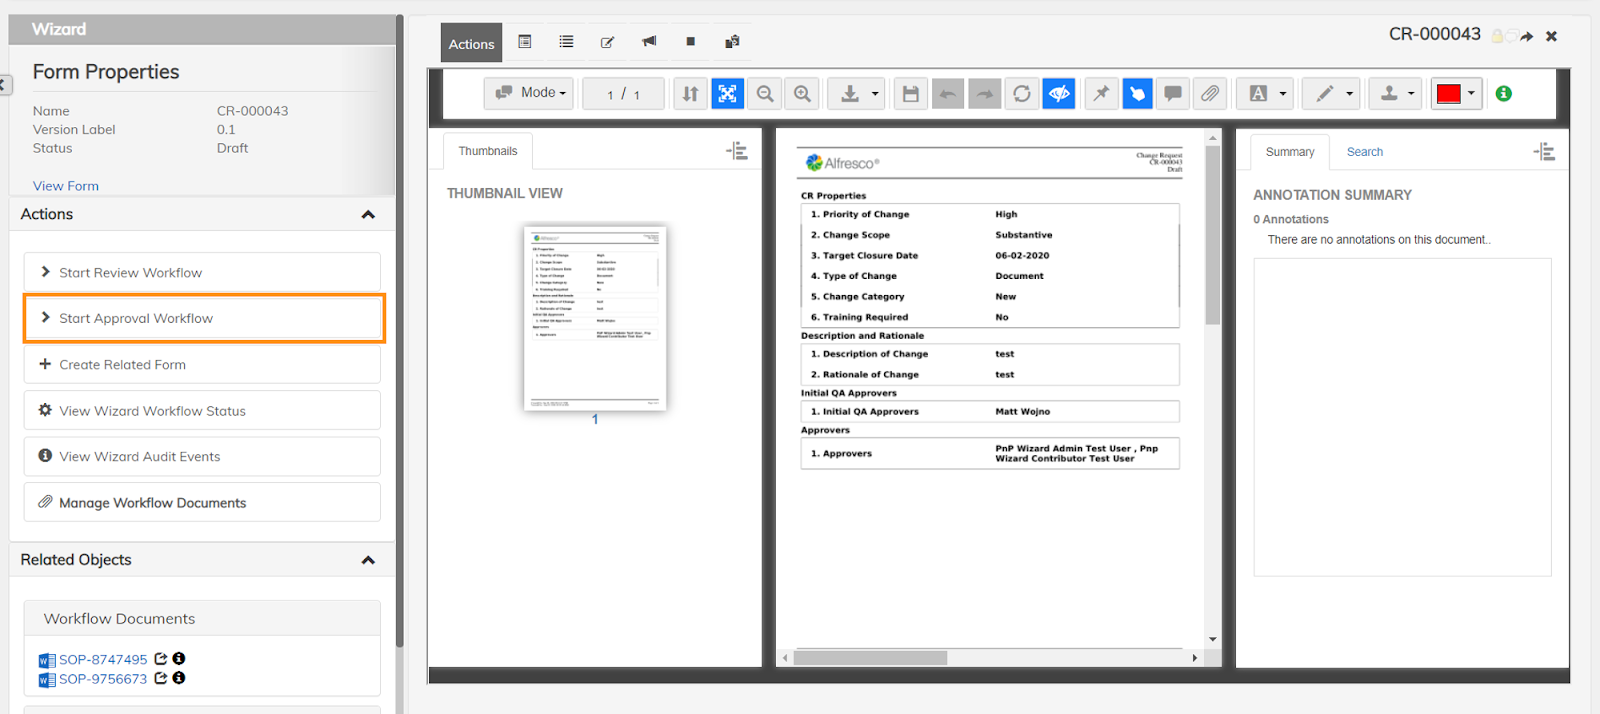 Wizard
Form Properties
Name CR-000043
Version Label 0.1
Status Draft
View Form
Actions
Start Review Workflow
Start Approval Workflow
Create Related Form
View Wizard Workflow Status
View Wizard Audit Events
Manage Workflow Documents
Related Objects
Workflow Documents
SOP-8747495
SOP-9756673
Actions
CR-000043
Mode
1 / 1
A
Thumbnails
THUMBNAIL VIEW
1
Alfresco®
Change Request
CR-000043
Draft
CR Properties
1. Priority of Change High
2. Change Scope Substantive
3. Target Closure Date 06-02-2020
4. Type of Change Document
5. Change Category New
6. Training Required No
Description and Rationale
1. Description of Change test
2. Rationale of Change test
Initial QA Approvers
1. Initial QA Approvers Matt Wojno
Approvers
1. Approvers PnP Wizard Admin Test User , Pnp
Wizard Contributor Test User
Summary Search
ANNOTATION SUMMARY
0 Annotations
There are no annotations on this document..